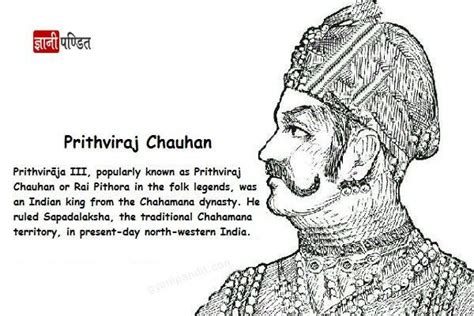 ज्ञानीपण्डित
Prithviraj Chauhan
Prithvirāja III, popularly known as Prithviraj
Chauhan or Rai Pithora in the folk legends, was
an Indian king from the Chahamana dynasty. He
ruled Sapadalaksha, the traditional Chahamana
territory, in present-day north-western India.